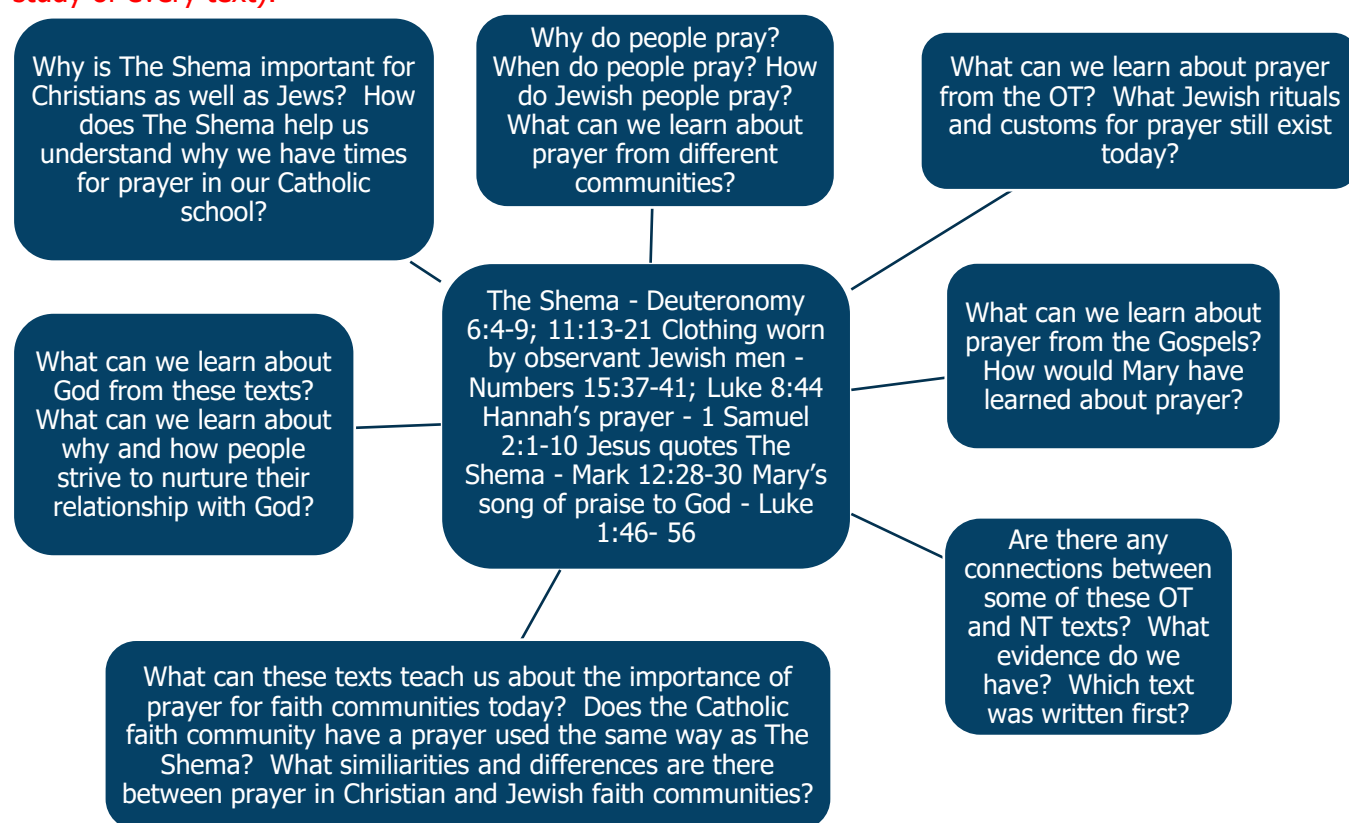 study of every text).
Why is The Shema important for
Christians as well as Jews?  How
does The Shema help us
understand why we have times
for prayer in our Catholic
school?
Why do people pray?
When do people pray? How
do Jewish people pray?
What can we learn about
prayer from different
communities?
What can we learn about prayer
from the OT?  What Jewish rituals
and customs for prayer still exist
today?
What can we learn about
God from these texts?
What can we learn about
why and how people
strive to nurture their
relationship with God?
The Shema - Deuteronomy
6:4-9; 11:13-21 Clothing worn
by observant Jewish men -
Numbers 15:37-41; Luke 8:44
Hannah’s prayer - 1 Samuel
2:1-10 Jesus quotes The
Shema - Mark 12:28-30 Mary’s
song of praise to God - Luke
1:46- 56
What can we learn about
prayer from the Gospels?
How would Mary have
learned about prayer?
Are there any
connections between
some of these OT
and NT texts?  What
evidence do we
have?  Which text
was written first?
What can these texts teach us about the importance of
prayer for faith communities today?  Does the Catholic
faith community have a prayer used the same way as The
Shema?  What similiarities and differences are there
between prayer in Christian and Jewish faith communities?